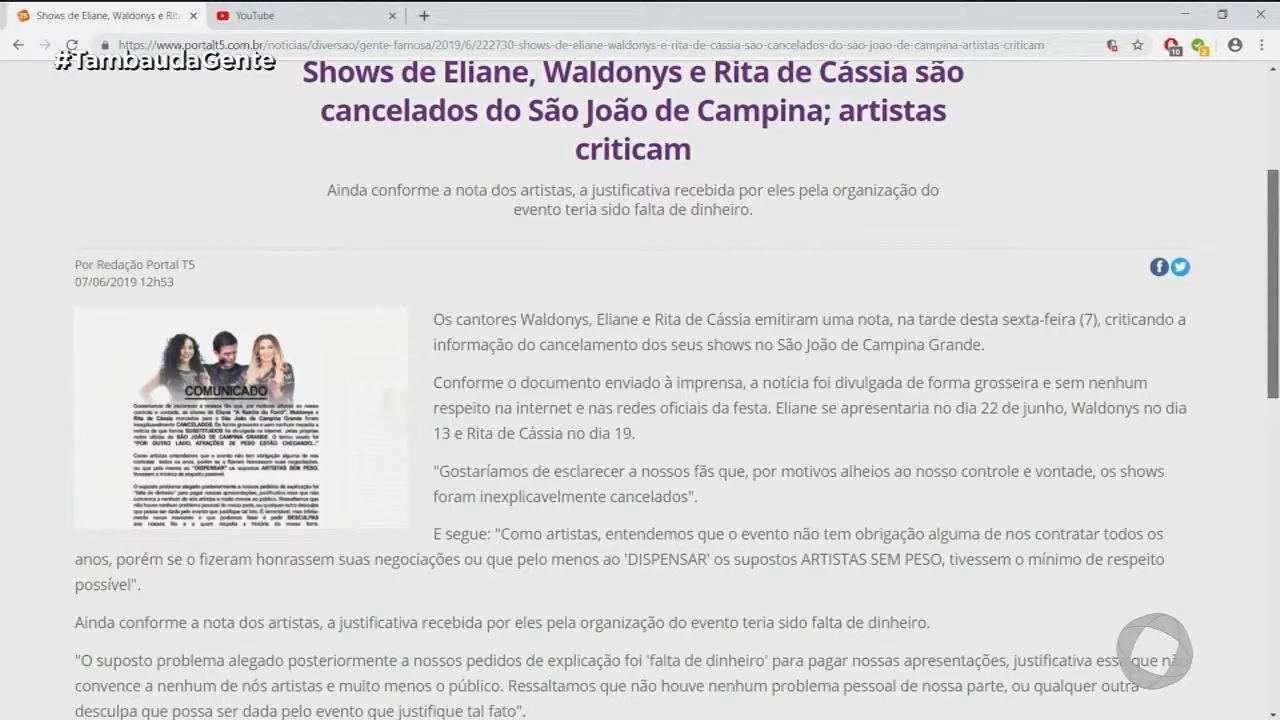 Shows de Eliane, Waldonys e Rita
YouTube
https://www.portalt5.com.br/noticias/diversao/gente-famosa/2019/6/222730-shows-de-eliane-waldonys-e-rita-de-cassia-sao-cancelados-do-sao-joao-de-campina-artistas-criticam
#TambaudaGente
Shows de Eliane, Waldonys e Rita de Cássia são
cancelados do São João de Campina; artistas
criticam
Ainda conforme a nota dos artistas, a justificativa recebida por eles pela organização do
evento teria sido falta de dinheiro.
Por Redação Portal T5
07/06/2019 12h53
COMUNICADO
Os cantores Waldonys, Eliane e Rita de Cássia emitiram uma nota, na tarde desta sexta-feira (7), criticando a
informação do cancelamento dos seus shows no São João de Campina Grande.
Conforme o documento enviado à imprensa, a notícia foi divulgada de forma grosseira e sem nenhum
respeito na internet e nas redes oficiais da festa. Eliane se apresentaria no dia 22 de junho, Waldonys no dia
13 e Rita de Cássia no dia 19.
"Gostaríamos de esclarecer a nossos fãs que, por motivos alheios ao nosso controle e vontade, os shows
foram inexplicavelmente cancelados".
E segue: "Como artistas, entendemos que o evento não tem obrigação alguma de nos contratar todos os
anos, porém se o fizeram honrassem suas negociações ou que pelo menos ao 'DISPENSAR' os supostos ARTISTAS SEM PESO, tivessem o mínimo de respeito
possível".
Ainda conforme a nota dos artistas, a justificativa recebida por eles pela organização do evento teria sido falta de dinheiro.
"O suposto problema alegado posteriormente a nossos pedidos de explicação foi 'falta de dinheiro' para pagar nossas apresentações, justificativa essa que não
convence a nenhum de nós artistas e muito menos o público. Ressaltamos que não houve nenhum problema pessoal de nossa parte, ou qualquer outra
desculpa que possa ser dada pelo evento que justifique tal fato".